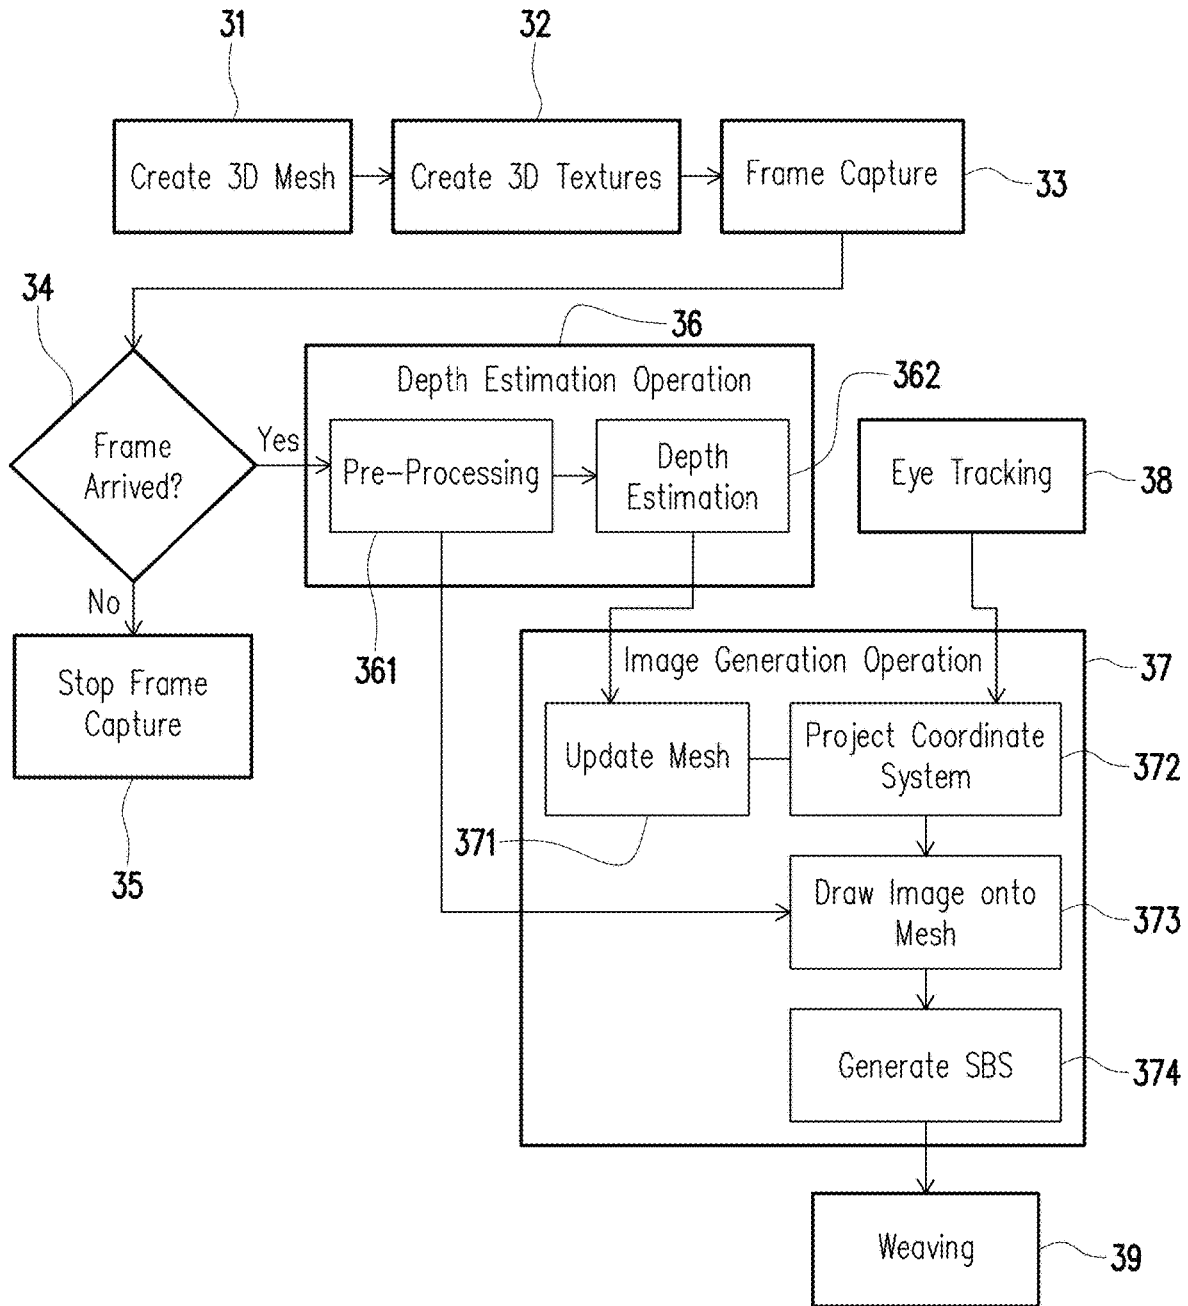 31
32
Create 3D Mesh
Create 3D Textures
Frame Capture
33
34
36
Depth Estimation Operation
362
Frame
Arrived?
Yes
Pre-Processing
Depth
Estimation
Eye Tracking
38
No
361
Stop Frame
Capture
35
Image Generation Operation
37
Update Mesh
371
Project Coordinate
System
372
Draw Image onto
Mesh
373
Generate SBS
374
Weaving
39